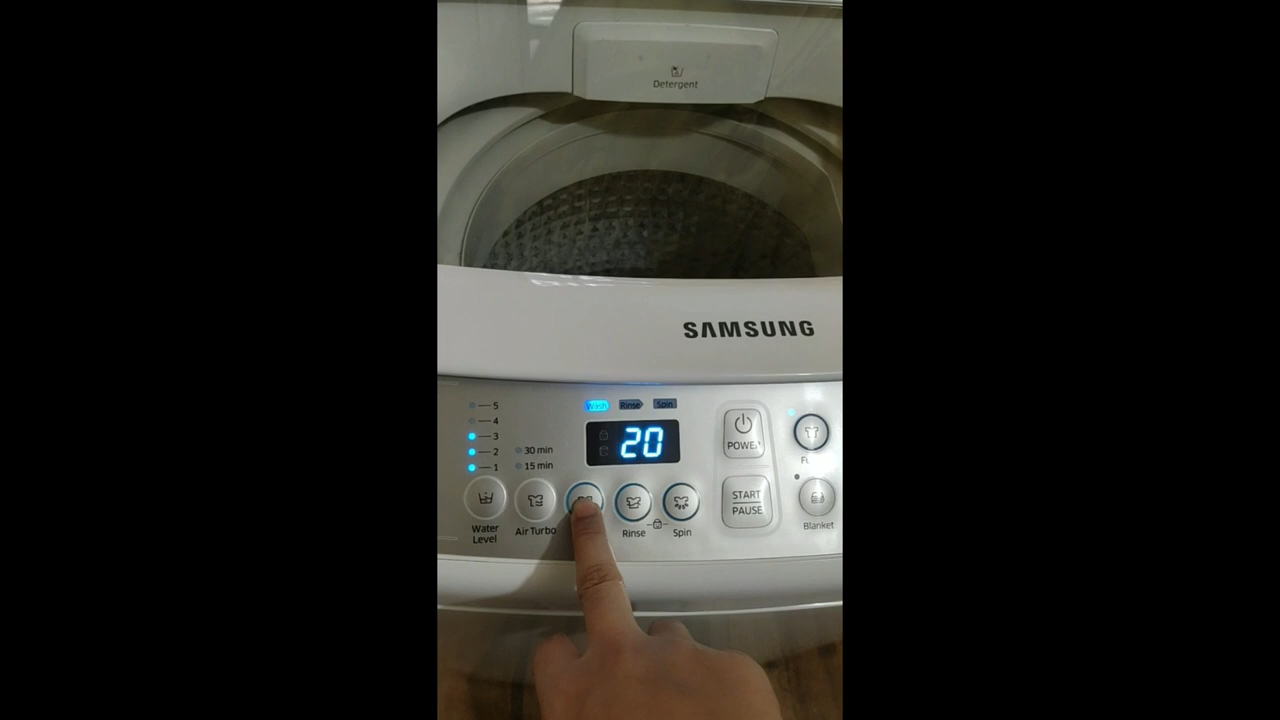 Detergent
SAMSUNG
5
4
3
2
1
30 min
15 min
Wash
Rinse
Spin
20
POWER
START
PAUSE
Water
Level
Air Turbo
Rinse
Spin
Blanket